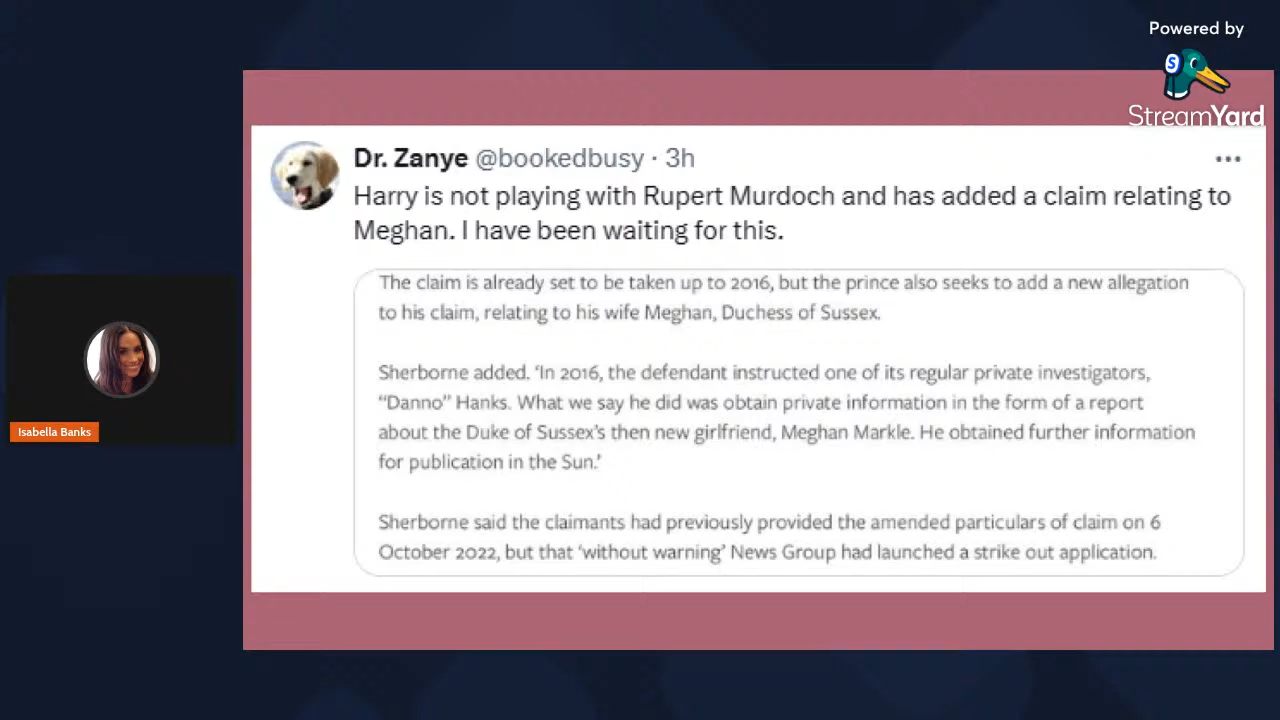 Powered by
StreamYard
S
Dr. Zanye @bookedbusy · 3h
Harry is not playing with Rupert Murdoch and has added a claim relating to
Meghan. I have been waiting for this.
The claim is already set to be taken up to 2016, but the prince also seeks to add a new allegation
to his claim, relating to his wife Meghan, Duchess of Sussex.
Sherborne added. ‘In 2016, the defendant instructed one of its regular private investigators,
“Danno” Hanks. What we say he did was obtain private information in the form of a report
about the Duke of Sussex’s then new girlfriend, Meghan Markle. He obtained further information
for publication in the Sun.’
Sherborne said the claimants had previously provided the amended particulars of claim on 6
October 2022, but that ‘without warning’ News Group had launched a strike out application.
Isabella Banks